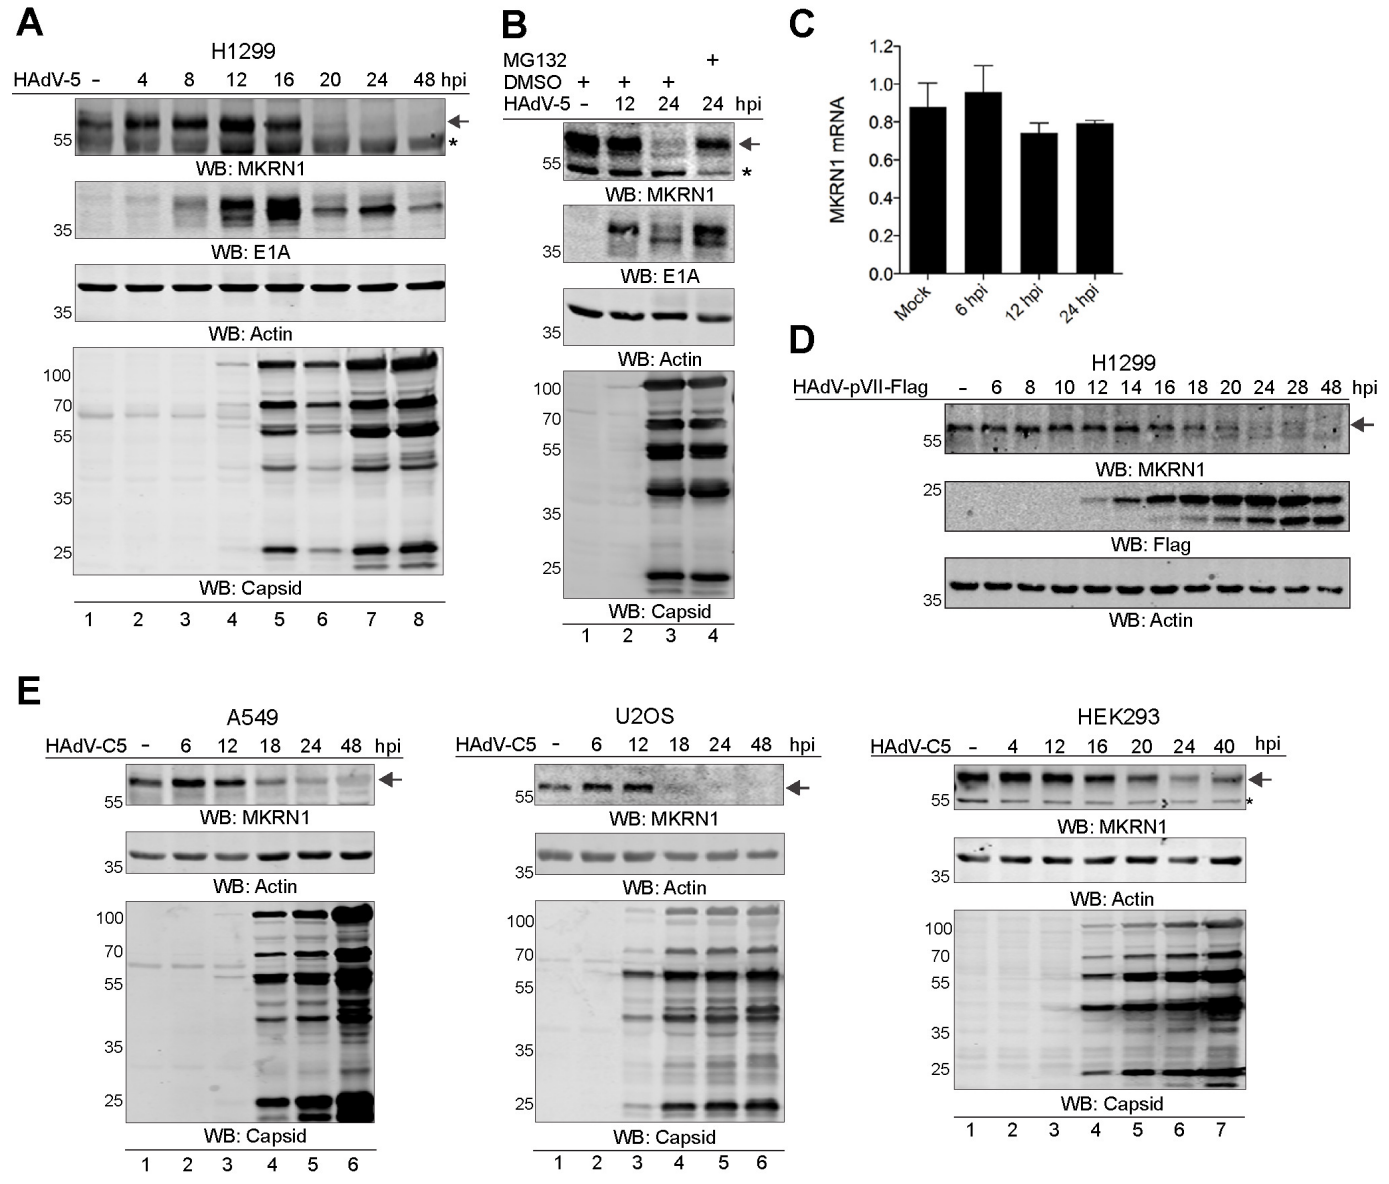 A
H1299
HAdV-5 - 4 8 12 16 20 24 48 hpi
55
*
WB: MKRN1
35
WB: E1A
35
WB: Actin
100
70
55
35
25
WB: Capsid
1 2 3 4 5 6 7 8
B
MG132 +
DMSO + + +
HAdV-5 - 12 24 24 hpi
55
*
WB: MKRN1
35
WB: E1A
35
WB: Actin
100
70
55
35
25
WB: Capsid
1 2 3 4
C
MKRN1 mRNA
1.2
1.0
0.8
0.6
0.4
0.2
0.0
Mock 6 hpi 12 hpi 24 hpi
D
H1299
HAdV-pVII-Flag - 6 8 10 12 14 16 18 20 24 28 48 hpi
55
WB: MKRN1
25
WB: Flag
35
WB: Actin
E
A549
HAdV-C5 - 6 12 18 24 48 hpi
55
WB: MKRN1
35
WB: Actin
100
70
55
35
25
WB: Capsid
1 2 3 4 5 6
U2OS
HAdV-C5 - 6 12 18 24 48 hpi
55
WB: MKRN1
35
WB: Actin
100
70
55
35
25
WB: Capsid
1 2 3 4 5 6
HEK293
HAdV-C5 - 4 12 16 20 24 40 hpi
55
*
WB: MKRN1
35
WB: Actin
100
70
55
35
25
WB: Capsid
1 2 3 4 5 6 7